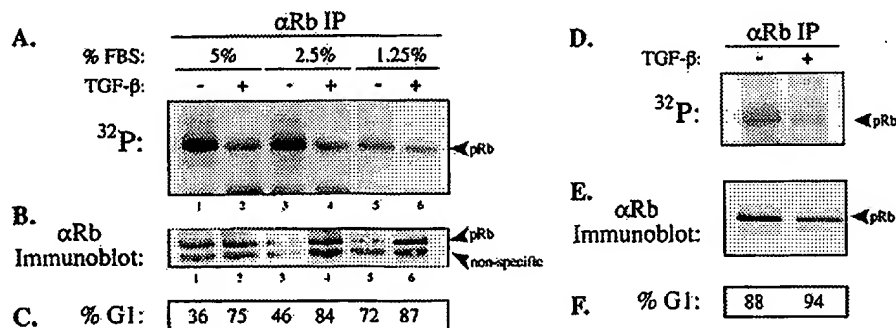 A.
αRb IP
% FBS: 5% 2.5% 1.25%
TGF-β: - + - + - +
32P:
pRb
1 2 3 4 5 6
B.
αRb
Immunoblot:
pRb
non-specific
1 2 3 4 5 6
C. % G1: 36 75 46 84 72 87
D.
αRb IP
TGF-β: - +
32P:
pRb
E.
αRb
Immunoblot:
pRb
F. % G1: 88 94